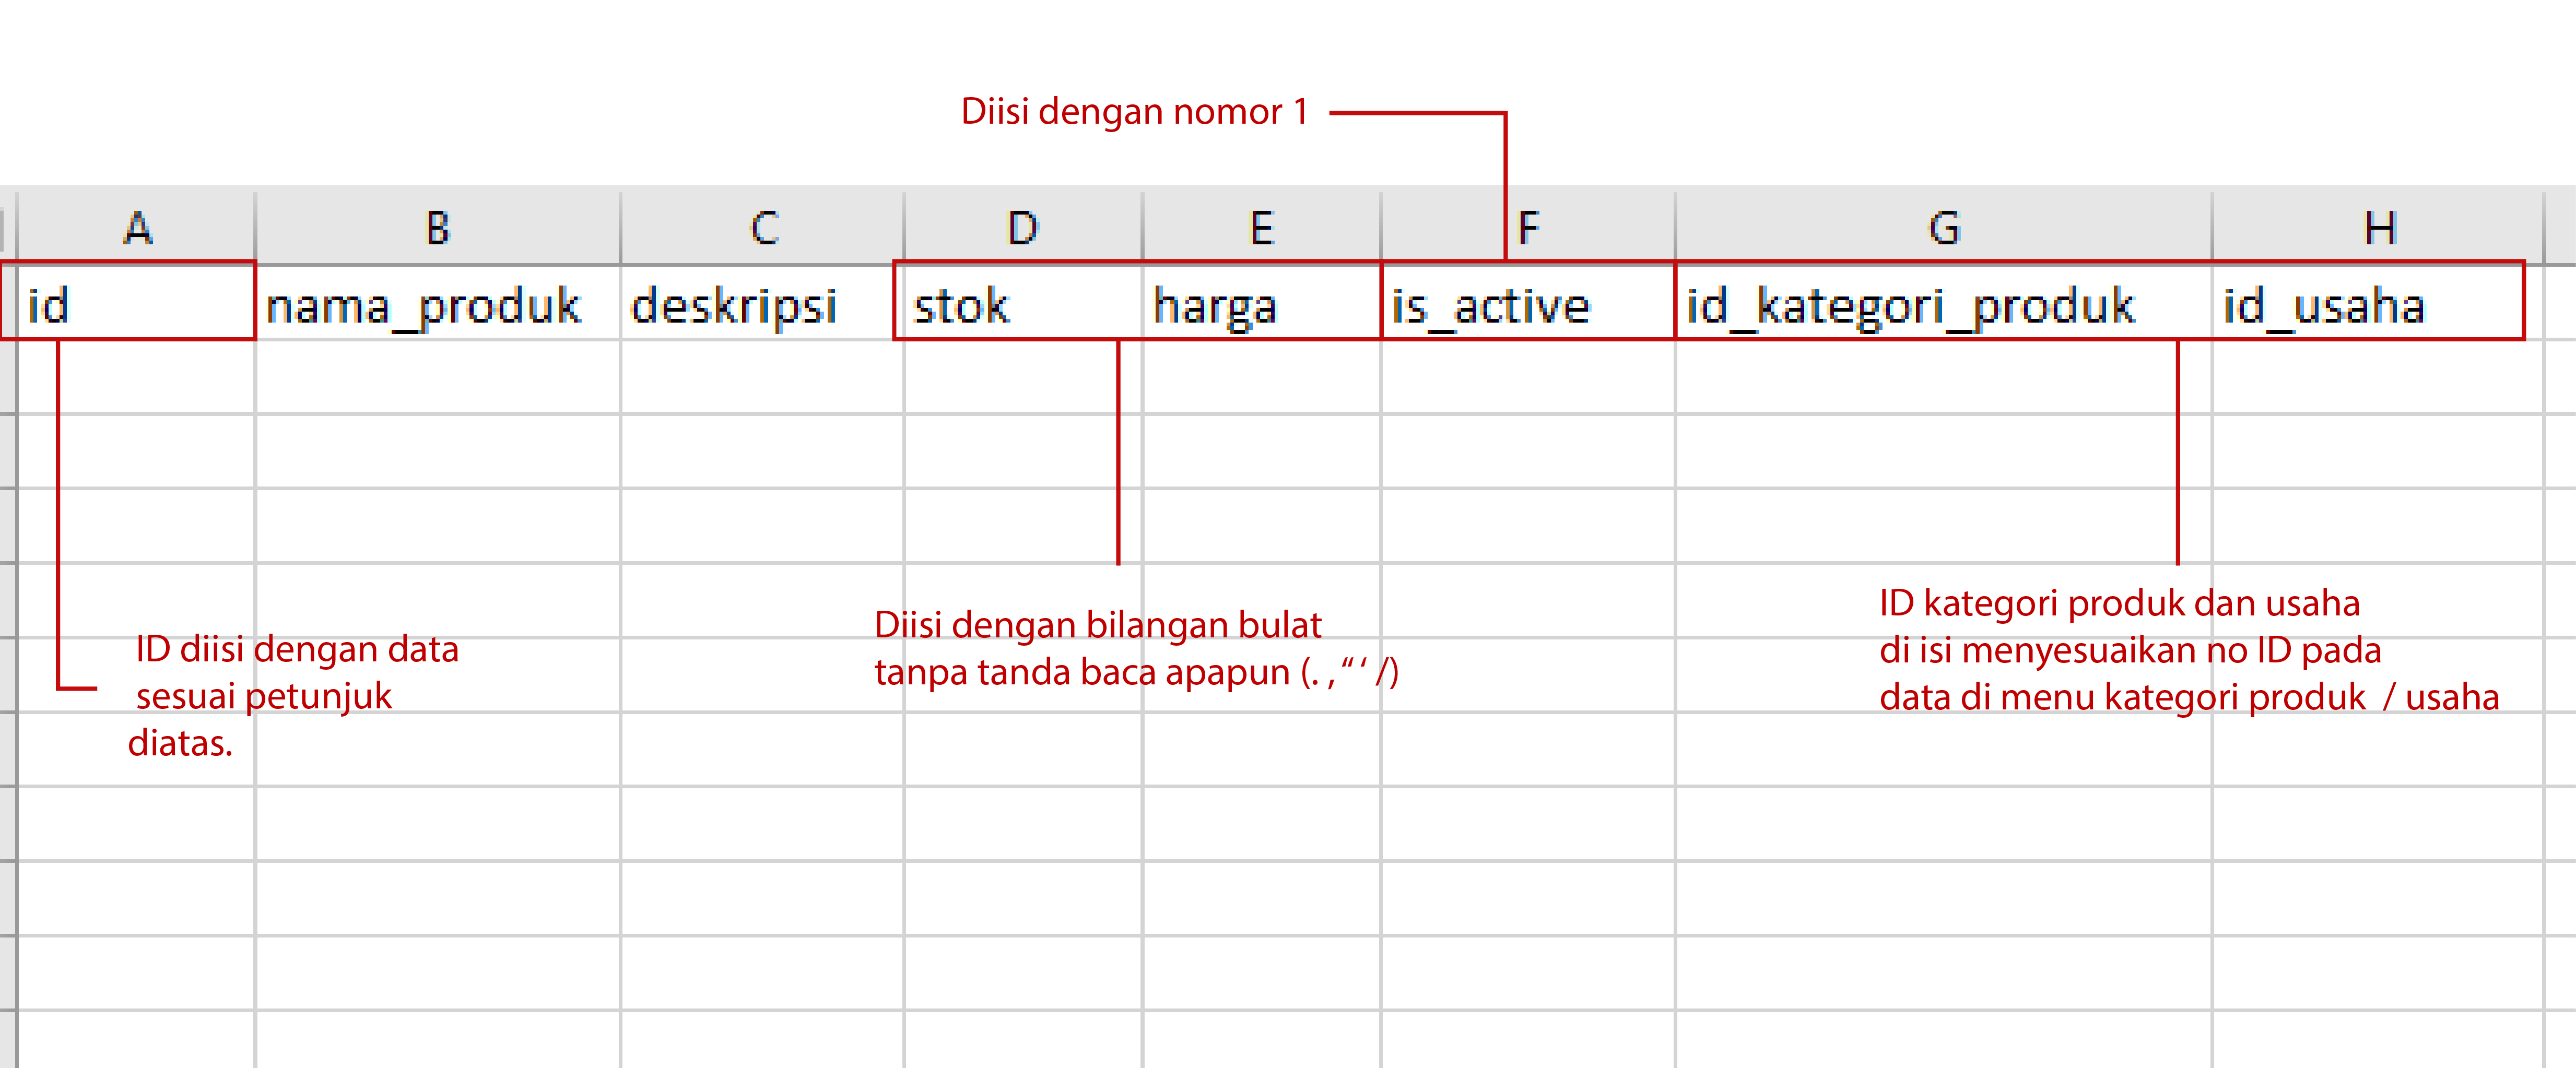 Diisi dengan nomor 1
A B C D E F G H
id nama_produk deskripsi stok harga is_active id_kategori_produk id_usaha
ID diisi dengan data
sesuai petunjuk
diatas.
Diisi dengan bilangan bulat
tanpa tanda baca apapun (. , “ ‘ /)
ID kategori produk dan usaha
di isi menyesuaikan no ID pada
data di menu kategori produk / usaha